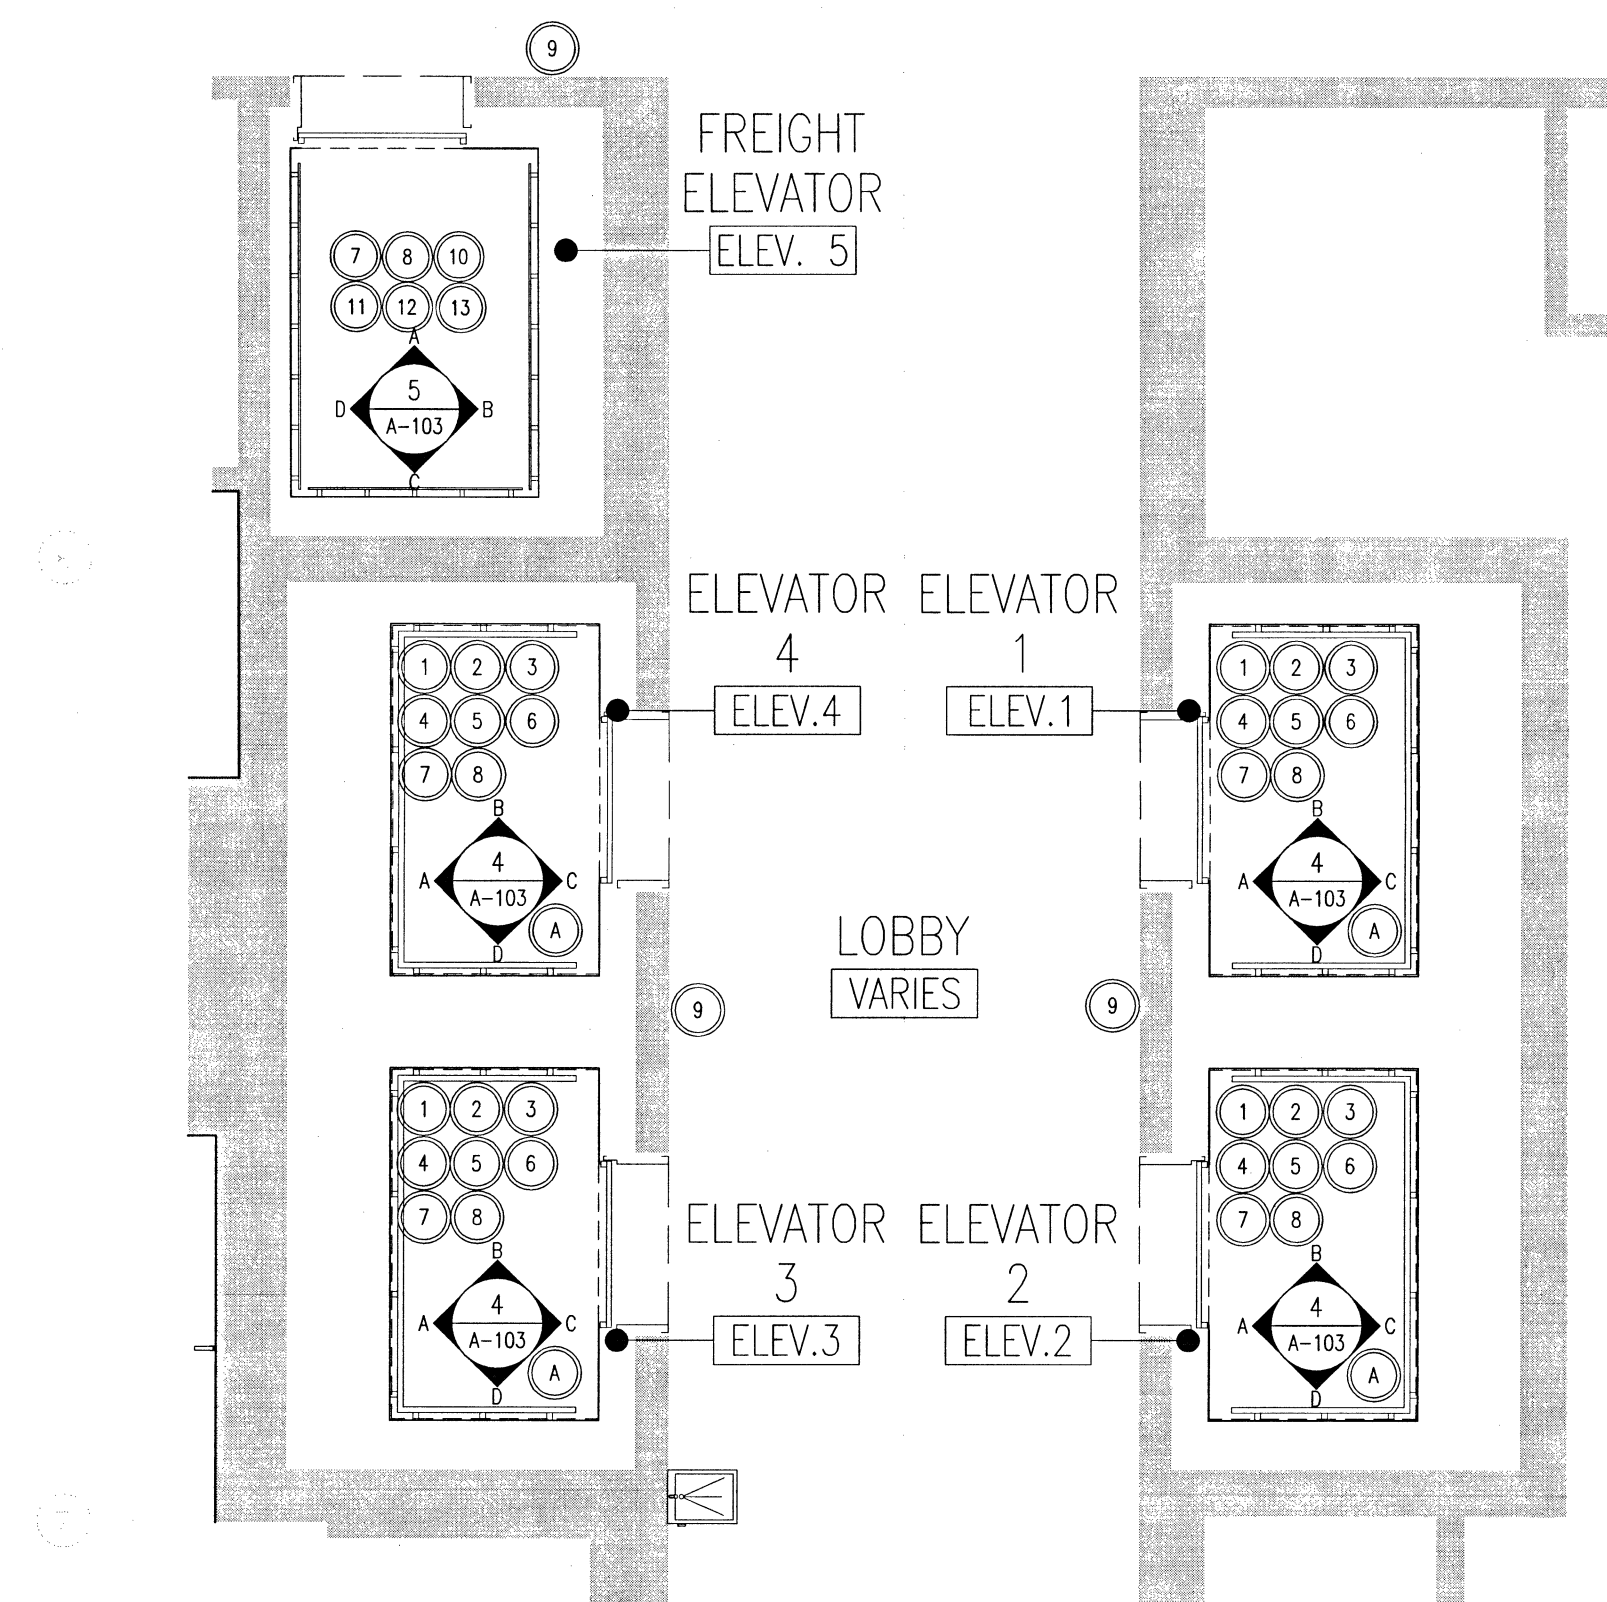 9
FREIGHT
ELEVATOR
ELEV. 5
7 8 10
11 12 13
A
5
D B
A-103
C
ELEVATOR
4
ELEV.4
ELEVATOR
1
ELEV.1
1 2 3
4 5 6
7 8
B
4
A C
A-103
A
D
1 2 3
4 5 6
7 8
B
4
A C
A-103
A
D
LOBBY
VARIES
9
9
1 2 3
4 5 6
7 8
B
4
A C
A-103
A
D
ELEVATOR
3
ELEV.3
ELEVATOR
2
ELEV.2
1 2 3
4 5 6
7 8
B
4
A C
A-103
A
D